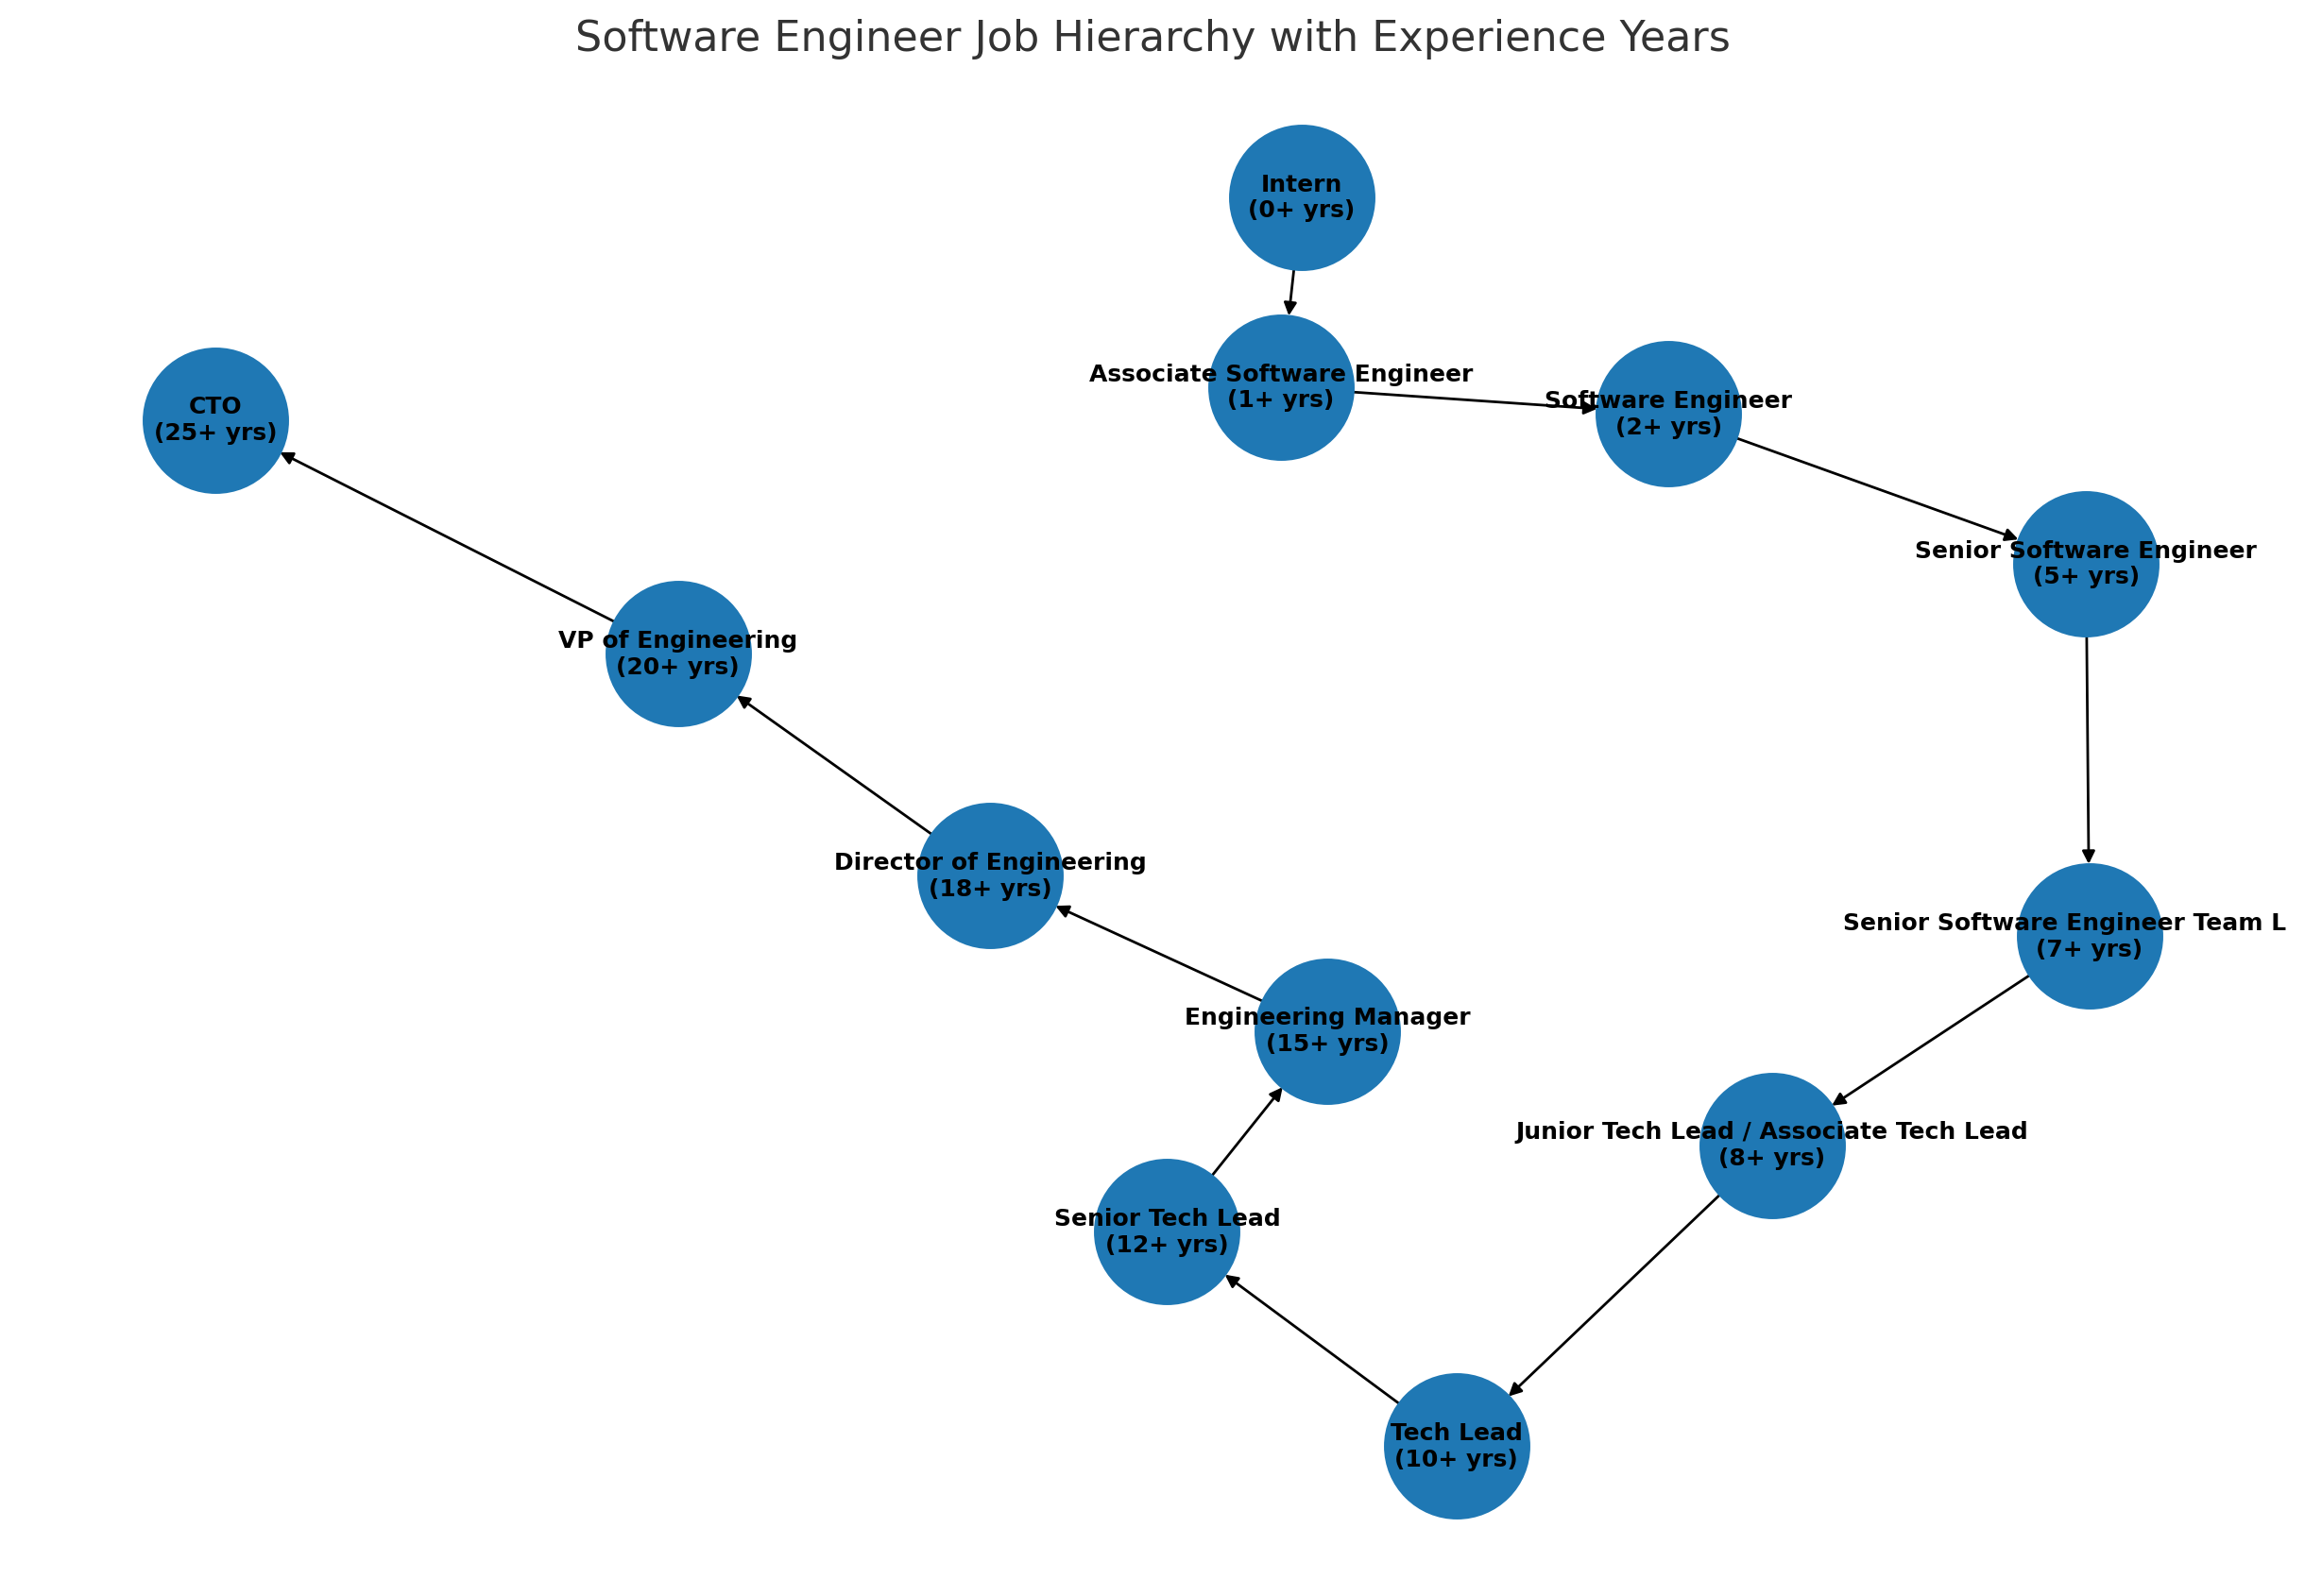 Software Engineer Job Hierarchy with Experience Years
Intern
(0+ yrs)
Associate Software Engineer
(1+ yrs)
Software Engineer
(2+ yrs)
CTO
(25+ yrs)
Senior Software Engineer
(5+ yrs)
VP of Engineering
(20+ yrs)
Director of Engineering
(18+ yrs)
Senior Software Engineer Team L
(7+ yrs)
Engineering Manager
(15+ yrs)
Junior Tech Lead / Associate Tech Lead
(8+ yrs)
Senior Tech Lead
(12+ yrs)
Tech Lead
(10+ yrs)